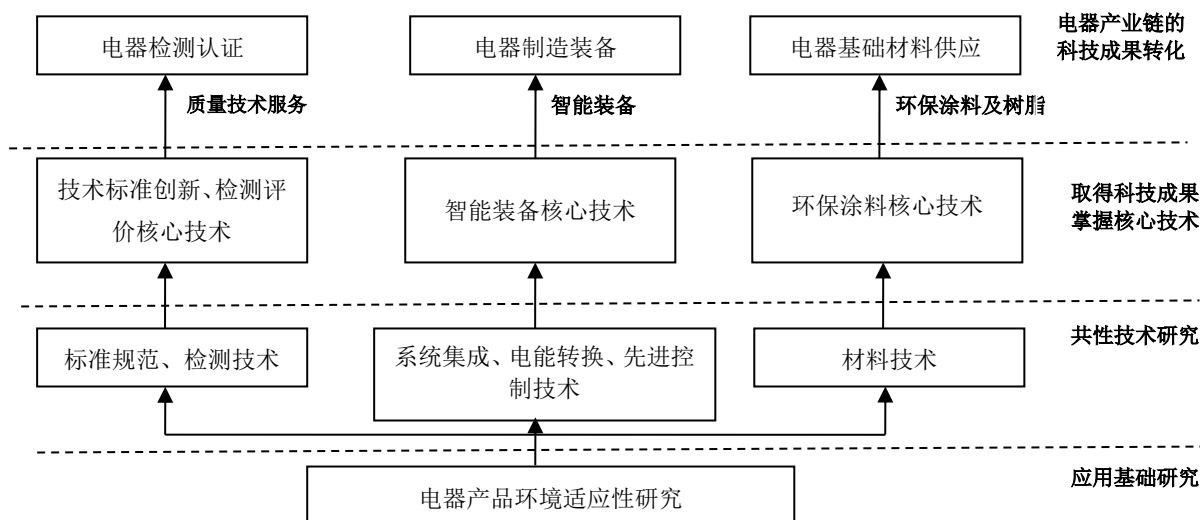 电器检测认证
电器制造装备
电器基础材料供应
电器产业链的
科技成果转化
质量技术服务
智能装备
环保涂料及树脂
技术标准创新、检测评
价核心技术
智能装备核心技术
环保涂料核心技术
取得科技成果
掌握核心技术
标准规范、检测技术
系统集成、电能转换、先进控
制技术
材料技术
共性技术研究
电器产品环境适应性研究
应用基础研究